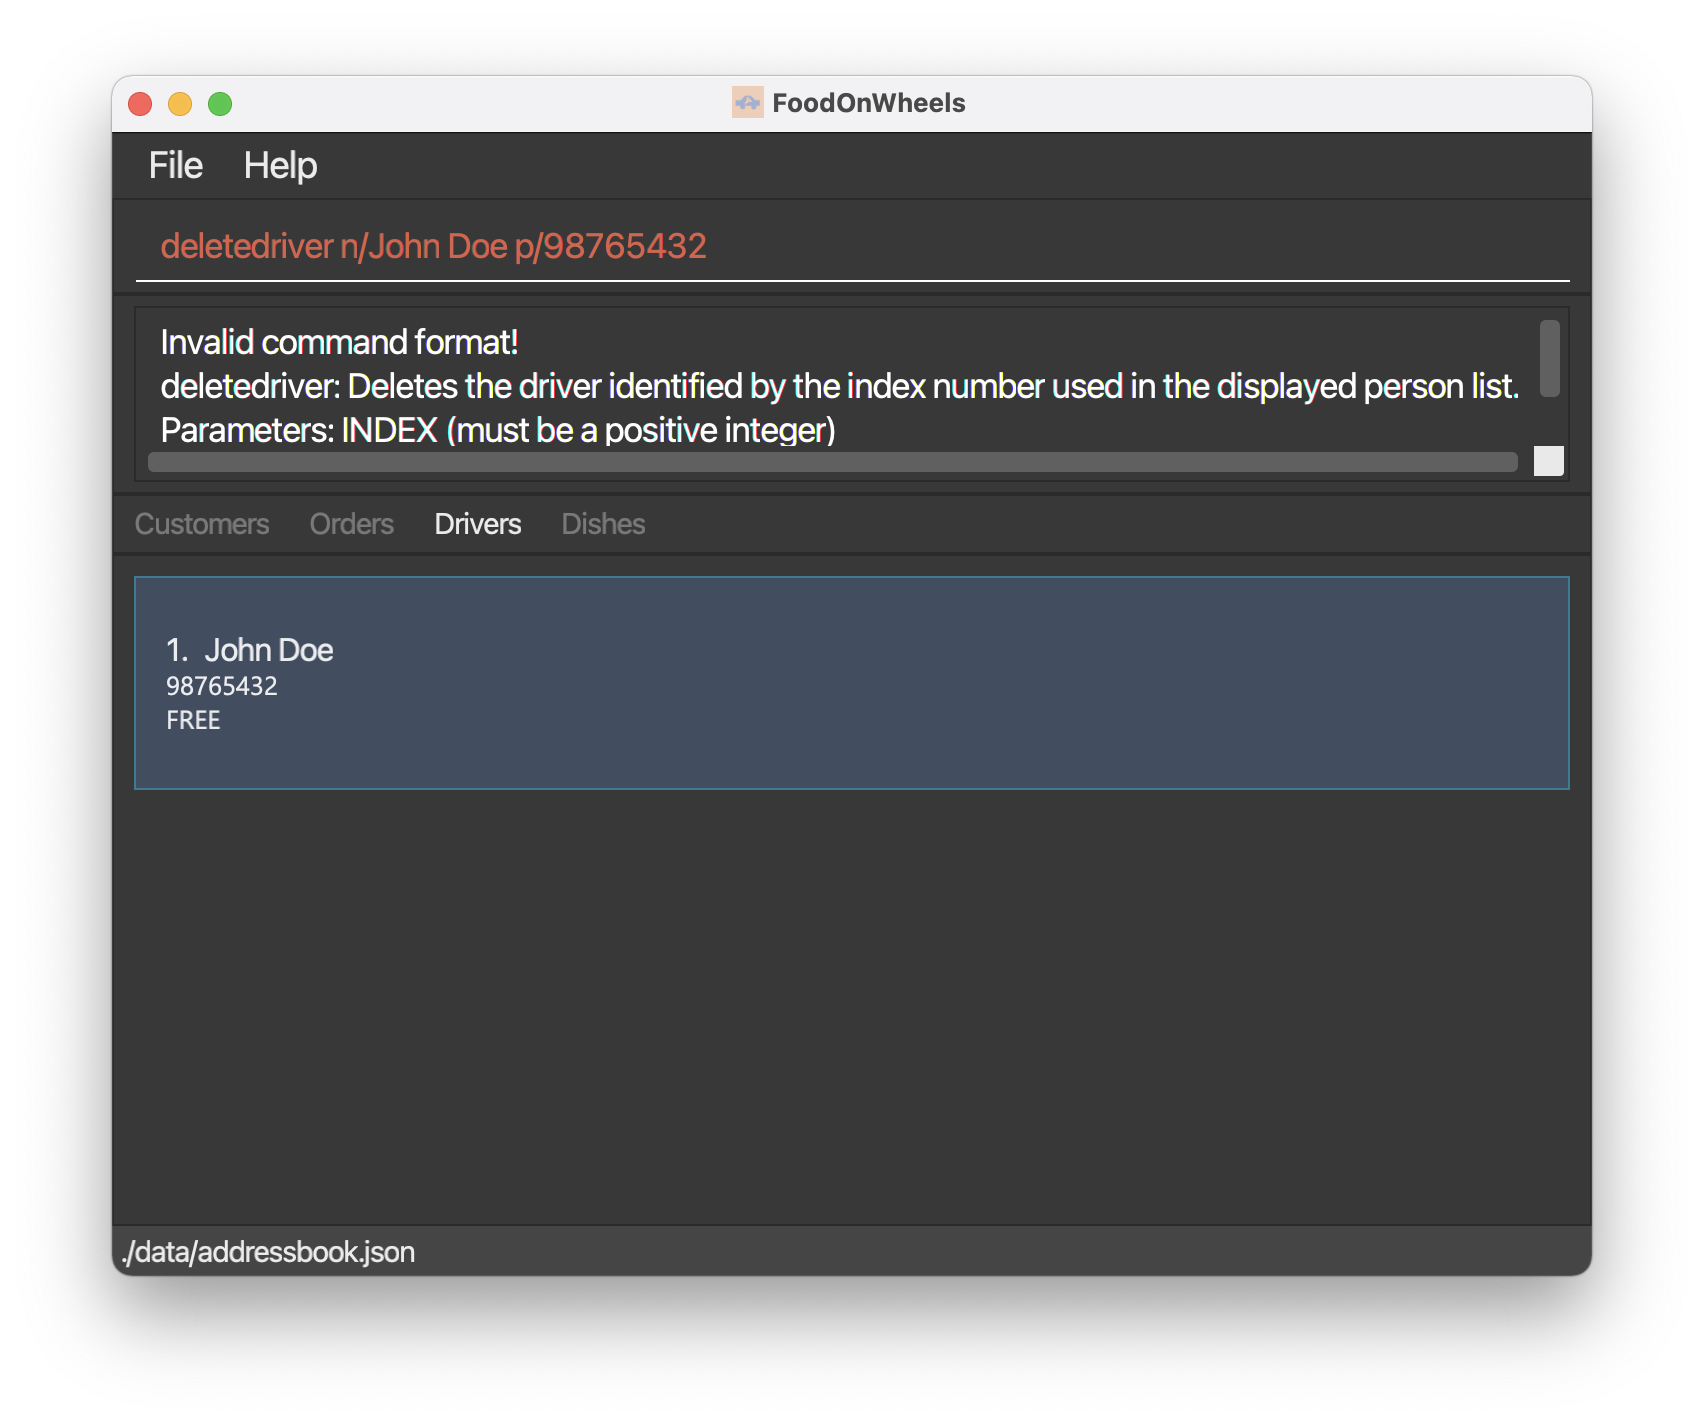 FoodOnWheels
File Help
deletedriver n/John Doe p/98765432
Invalid command format!
deletedriver: Deletes the driver identified by the index number used in the displayed person list.
Parameters: INDEX (must be a positive integer)
Customers Orders Drivers Dishes
1. John Doe
98765432
FREE
./data/addressbook.json